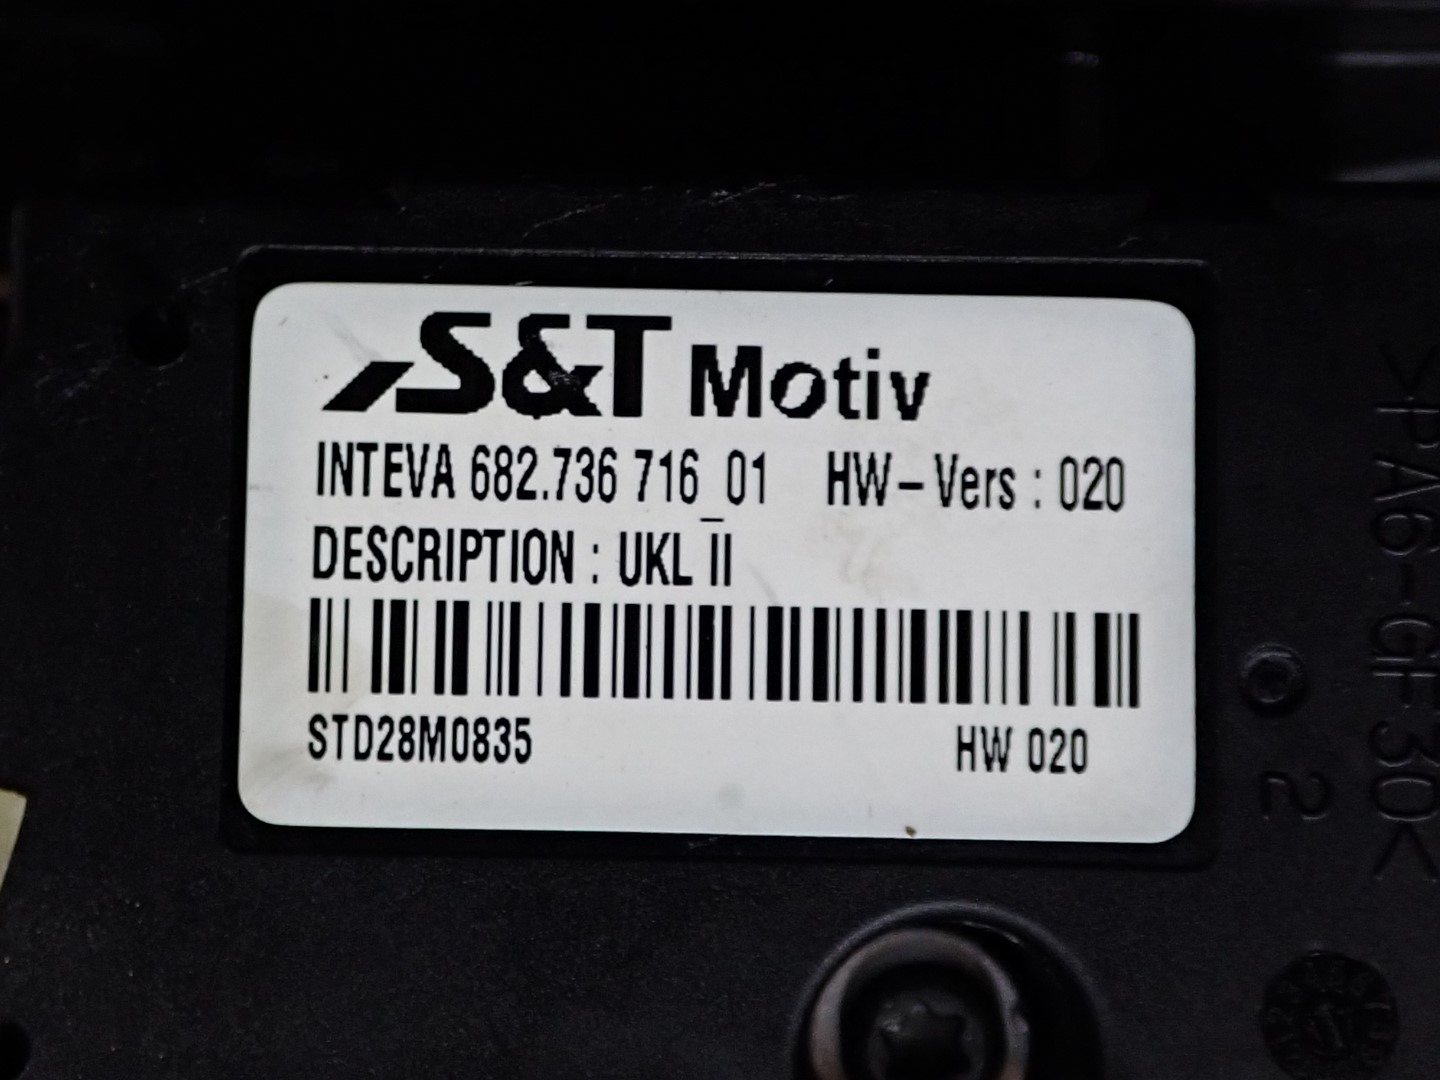 S&T Motiv
INTEVA 682.736 716_01 HW-Vers : 020
DESCRIPTION : UKL II
STD28M0835 HW 020
>PA6-GF30<
2